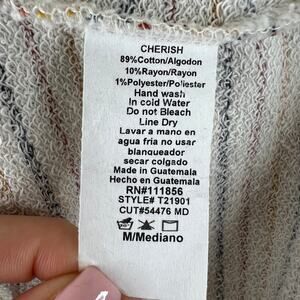 CHERISH
89%Cotton/Algodon
10%Rayon/Rayon
1%Polyester/Poliester
Hand wash
In cold Water
Do not Bleach
Line Dry
Lavar a mano en
agua fria no usar
blanqueador
secar colgado
Made in Guatemala
Hecho en Guatemala
RN#111856
STYLE# T21901
CUT#54476 MD
M/Mediano